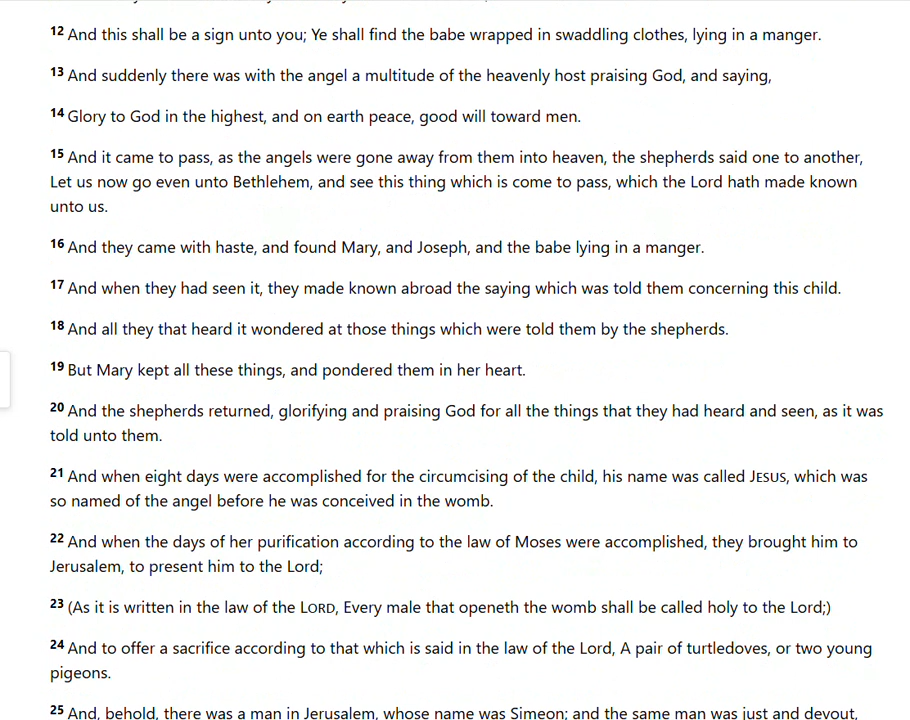 12 And this shall be a sign unto you; Ye shall find the babe wrapped in swaddling clothes, lying in a manger.
13 And suddenly there was with the angel a multitude of the heavenly host praising God, and saying,
14 Glory to God in the highest, and on earth peace, good will toward men.
15 And it came to pass, as the angels were gone away from them into heaven, the shepherds said one to another,
Let us now go even unto Bethlehem, and see this thing which is come to pass, which the Lord hath made known
unto us.
16 And they came with haste, and found Mary, and Joseph, and the babe lying in a manger.
17 And when they had seen it, they made known abroad the saying which was told them concerning this child.
18 And all they that heard it wondered at those things which were told them by the shepherds.
19 But Mary kept all these things, and pondered them in her heart.
20 And the shepherds returned, glorifying and praising God for all the things that they had heard and seen, as it was
told unto them.
21 And when eight days were accomplished for the circumcising of the child, his name was called JESUS, which was
so named of the angel before he was conceived in the womb.
22 And when the days of her purification according to the law of Moses were accomplished, they brought him to
Jerusalem, to present him to the Lord;
23 (As it is written in the law of the LORD, Every male that openeth the womb shall be called holy to the Lord;)
24 And to offer a sacrifice according to that which is said in the law of the Lord, A pair of turtledoves, or two young
pigeons.
25 And, behold, there was a man in Jerusalem, whose name was Simeon; and the same man was just and devout,